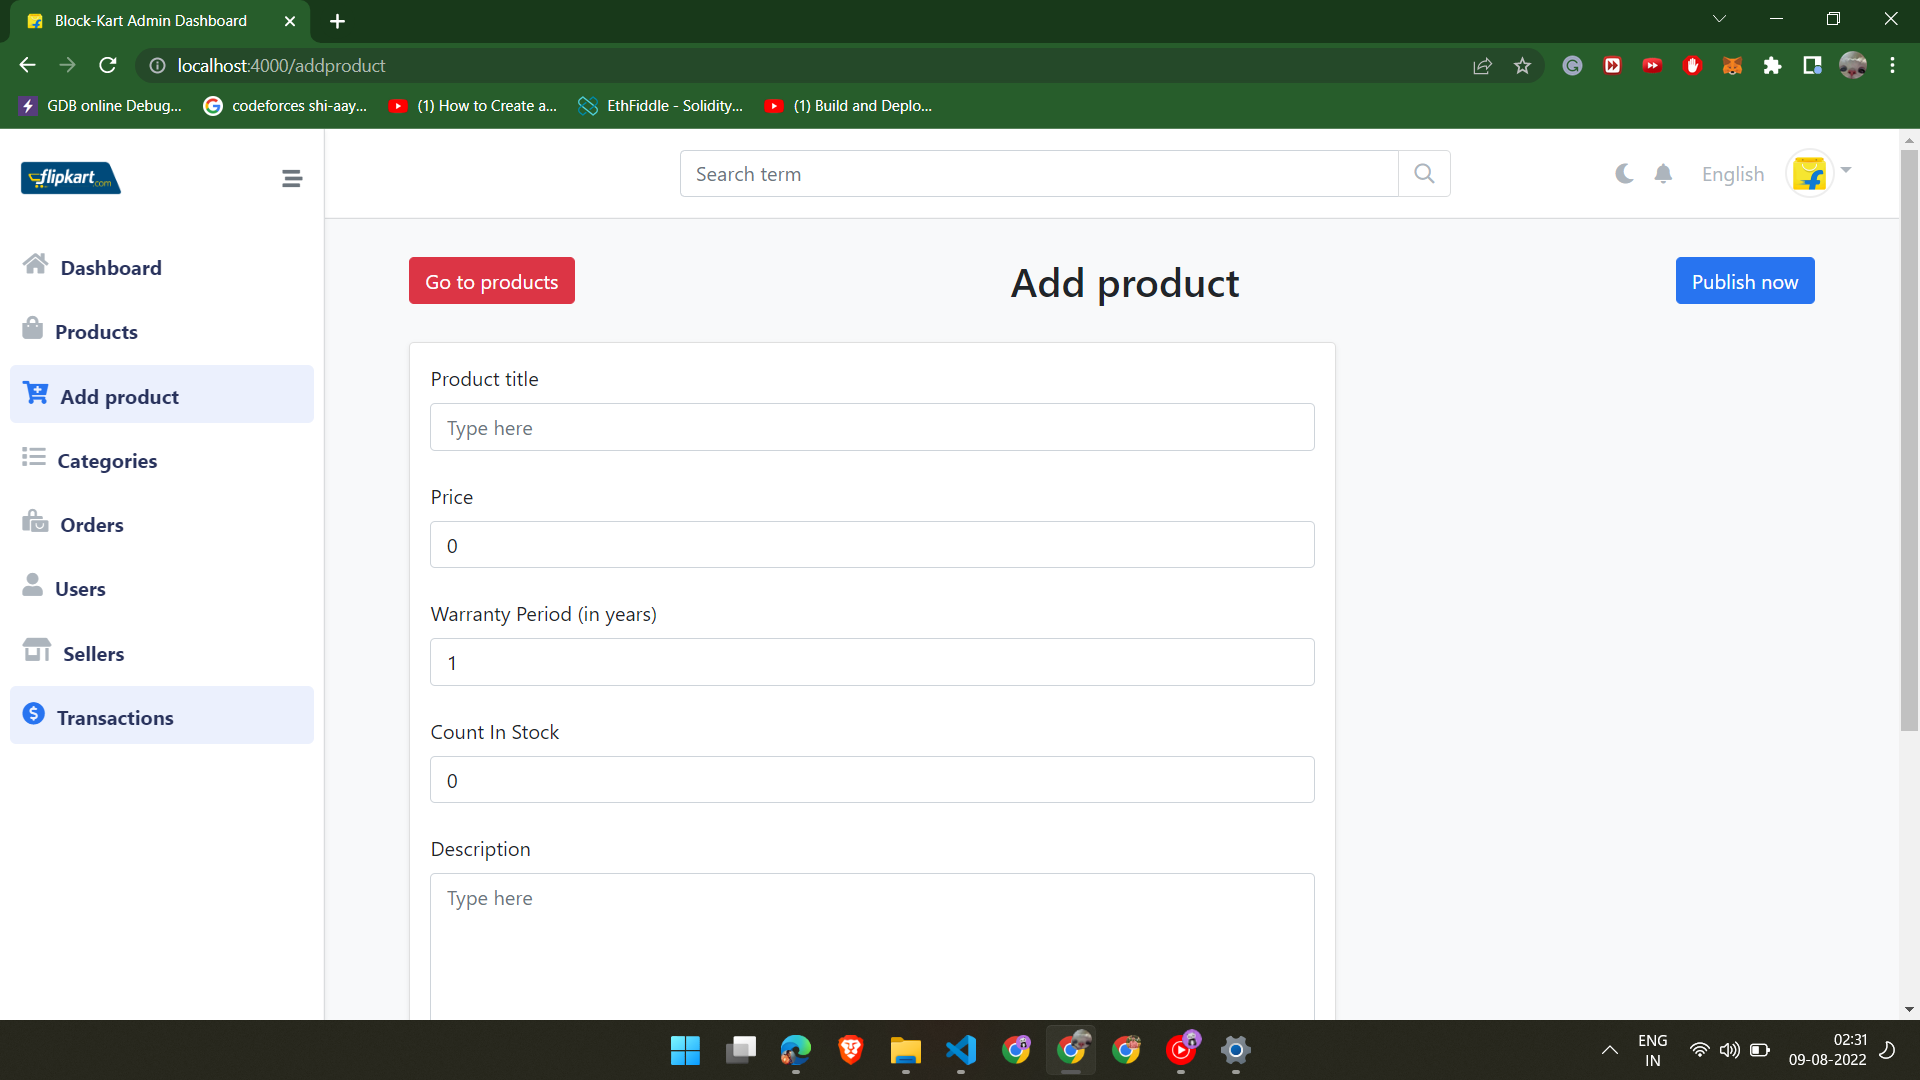 Block-Kart Admin Dashboard
localhost:4000/addproduct
GDB online Debug...
codeforces shi-aay...
(1) How to Create a...
EthFiddle - Solidity...
(1) Build and Deplo...
flipkart.com
Search term
English
Dashboard
Products
Add product
Categories
Orders
Users
Sellers
Transactions
Go to products
Add product
Publish now
Product title
Type here
Price
0
Warranty Period (in years)
1
Count In Stock
0
Description
Type here
ENG
IN
02:31
09-08-2022